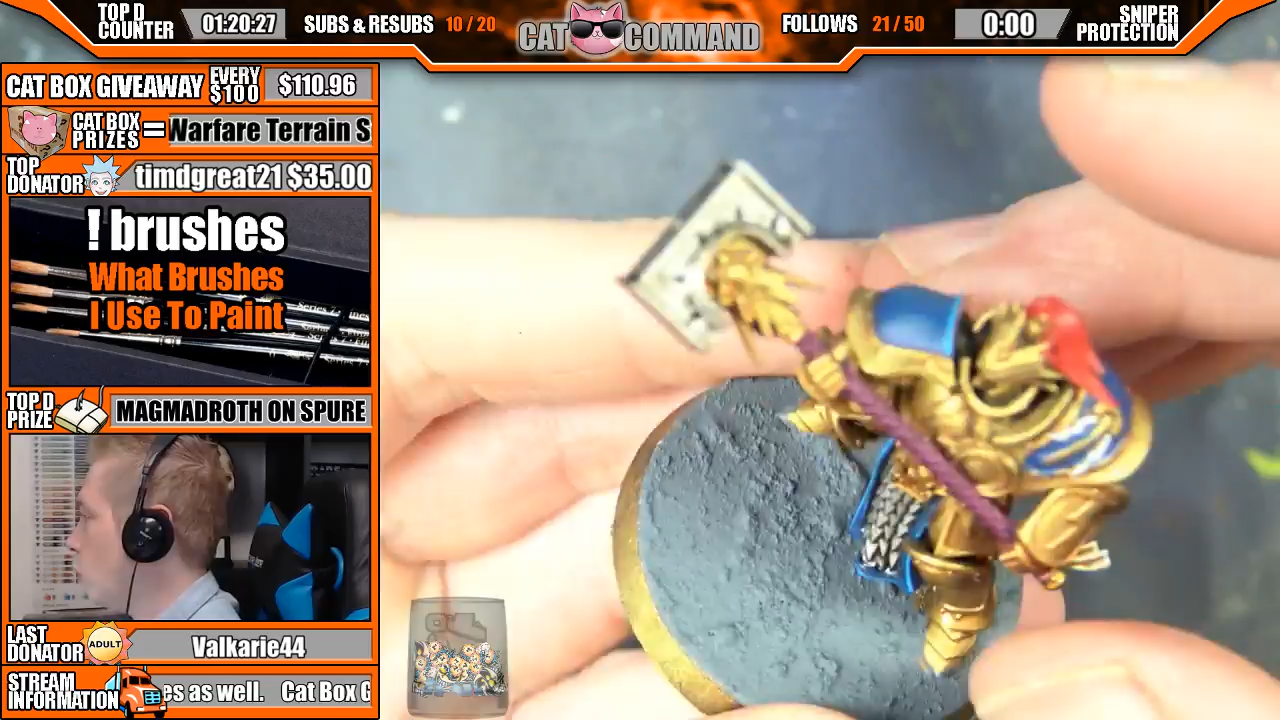 TOP D
COUNTER
01:20:27
SUBS & RESUBS 10 / 20
CAT COMMAND
FOLLOWS 21 / 50
0:00
SNIPER
PROTECTION
CAT BOX GIVEAWAY EVERY $100 $110.96
CAT BOX
PRIZES = Warfare Terrain S
TOP
DONATOR timdgreat21 $35.00
! brushes
What Brushes
I Use To Paint
TOP D
PRIZE MAGMADROTH ON SPURE
LAST
DONATOR ADULT Valkarie44
STREAM
INFORMATION es as well. Cat Box G